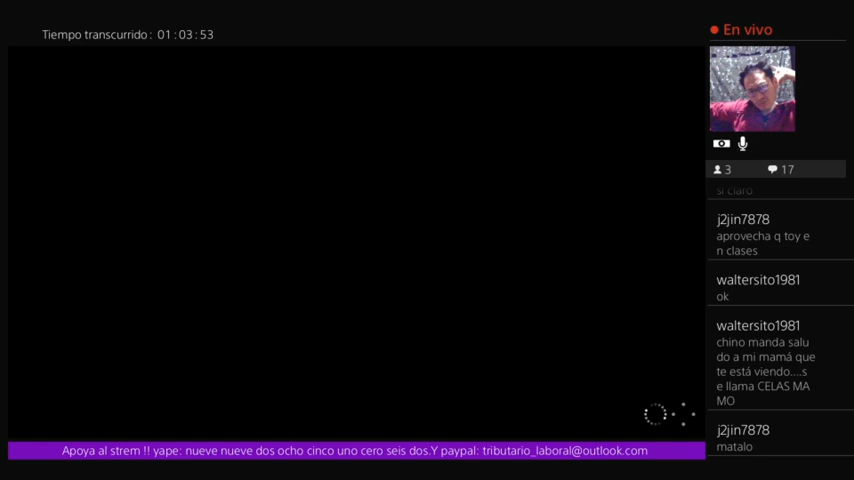 Tiempo transcurrido: 01:03:53
En vivo
3 17
si claro
j2jin7878
aprovecha q toy e
n clases
waltersito1981
ok
waltersito1981
chino manda salu
do a mi mamá que
te está viendo....s
e llama CELAS MA
MO
j2jin7878
matalo
Apoya al strem !! yape: nueve nueve dos ocho cinco uno cero seis dos.Y paypal: tributario_laboral@outlook.com